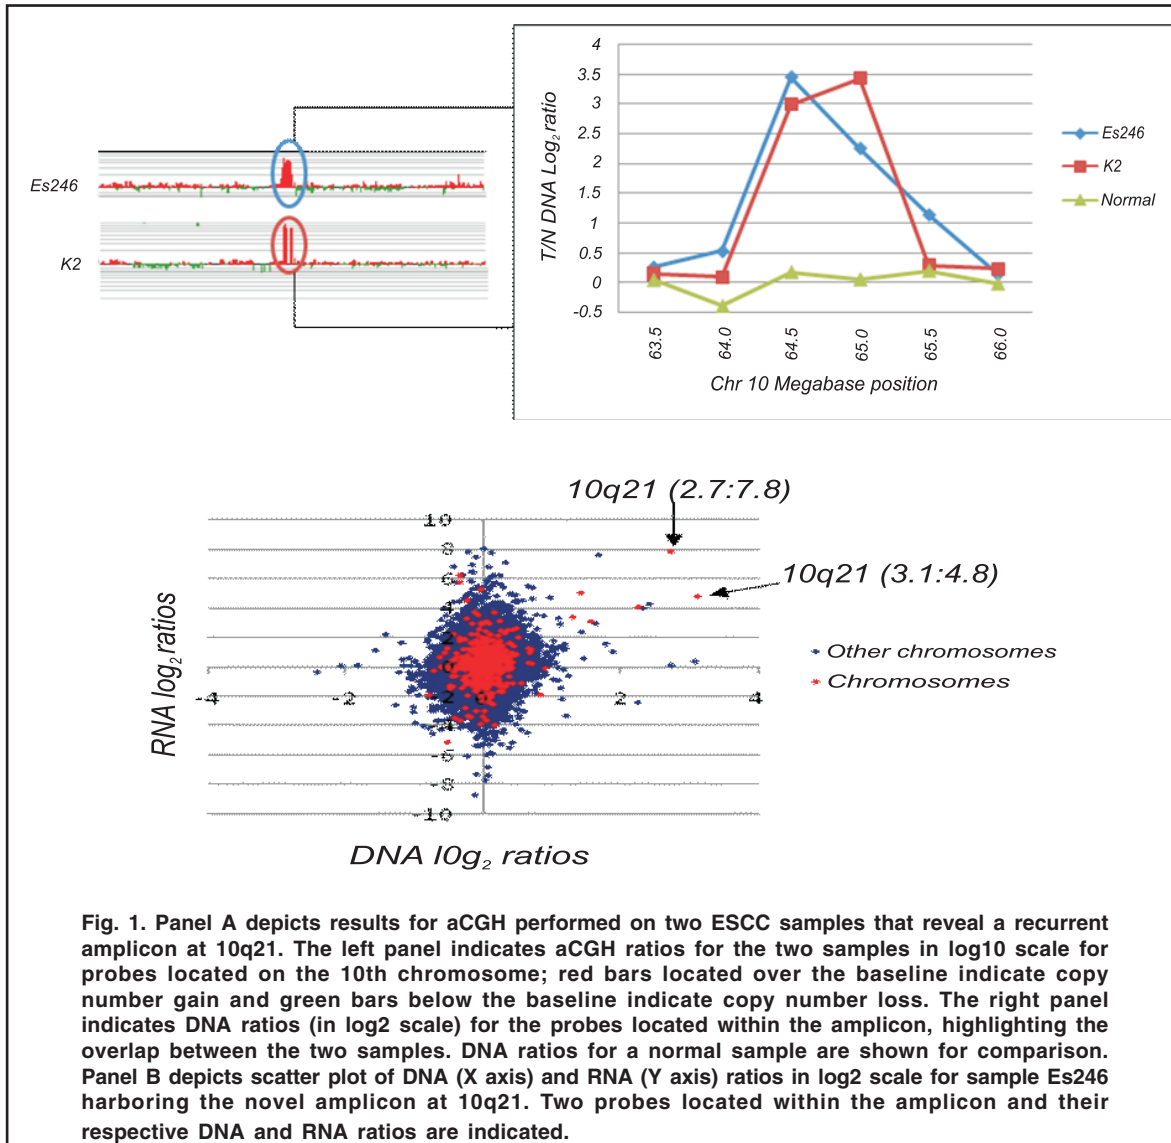 4
3.5
3
2.5
2
1.5
1
0.5
0
-0.5
T/N DNA Log₂ ratio
63.5
64.0
64.5
65.0
65.5
66.0
Chr 10 Megabase position
Es246
K2
Normal
Es246
K2
10q21 (2.7:7.8)
10q21 (3.1:4.8)
10
8
6
4
2
0
-2
-4
-6
-8
-10
-4
-2
0
2
4
RNA log₂ ratios
Other chromosomes
Chromosomes
DNA l0g₂ ratios
Fig. 1. Panel A depicts results for aCGH performed on two ESCC samples that reveal a recurrent
amplicon at 10q21. The left panel indicates aCGH ratios for the two samples in log10 scale for
probes located on the 10th chromosome; red bars located over the baseline indicate copy
number gain and green bars below the baseline indicate copy number loss. The right panel
indicates DNA ratios (in log2 scale) for the probes located within the amplicon, highlighting the
overlap between the two samples. DNA ratios for a normal sample are shown for comparison.
Panel B depicts scatter plot of DNA (X axis) and RNA (Y axis) ratios in log2 scale for sample Es246
harboring the novel amplicon at 10q21. Two probes located within the amplicon and their
respective DNA and RNA ratios are indicated.